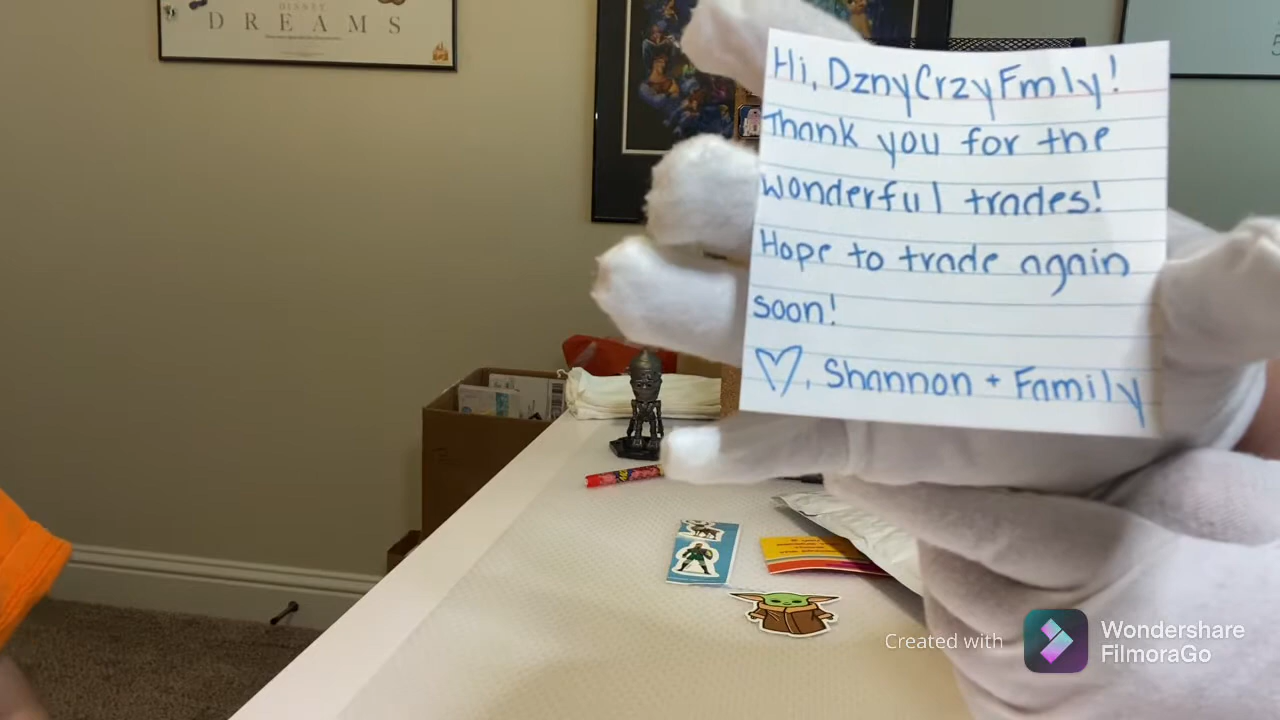 DISNEY
DREAMS
Hi, DznyCrzyFmly!
Thank you for the
wonderful trades!
Hope to trade again
soon!
♡, Shannon + Family
Created with
Wondershare
FilmoraGo